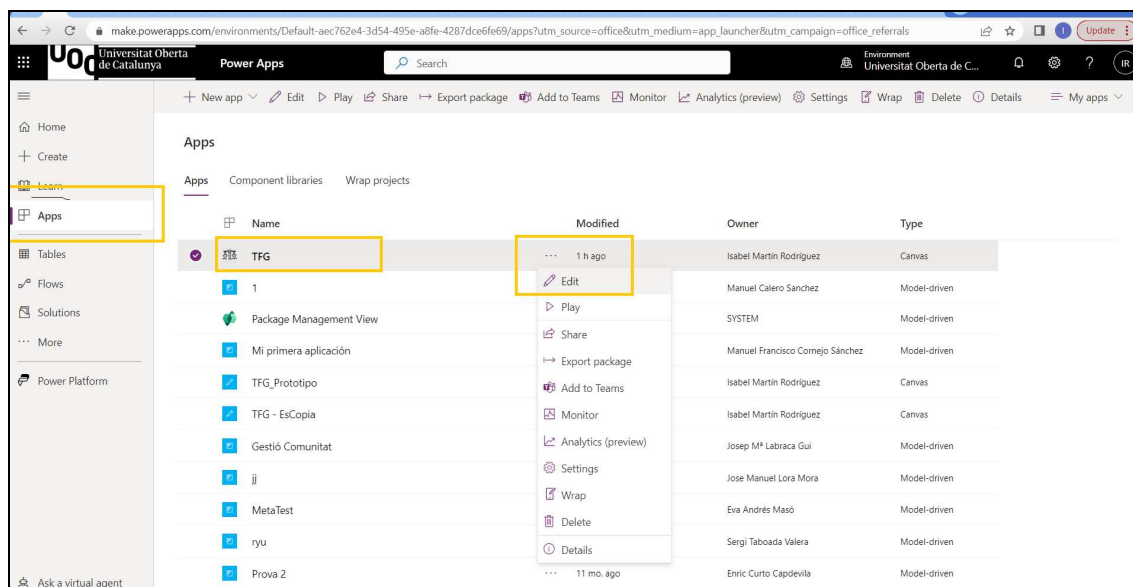 make.powerapps.com/environments/Default-aec762e4-3d54-495e-a8fe-4287dce6fe69/apps?utm_source=office&utm_medium=app_launcher&utm_campaign=office_referrals
Update
UOC Universitat Oberta
de Catalunya
Power Apps
Search
Environment
Universitat Oberta de C...
IR
New app Edit Play Share Export package Add to Teams Monitor Analytics (preview) Settings Wrap Delete Details My apps
Home
Create
Learn
Apps
Tables
Flows
Solutions
More
Power Platform
Ask a virtual agent
Apps
Apps Component libraries Wrap projects
Name Modified Owner Type
TFG ... 1 h ago Isabel Martín Rodríguez Canvas
1 Manuel Calero Sanchez Model-driven
Package Management View SYSTEM Model-driven
Mi primera aplicación Manuel Francisco Cornejo Sánchez Model-driven
TFG_Prototipo Isabel Martín Rodríguez Canvas
TFG - EsCopia Isabel Martín Rodríguez Canvas
Gestió Comunitat Josep Mª Labraca Gui Model-driven
jj Jose Manuel Lora Mora Model-driven
MetaTest Eva Andrés Masó Model-driven
ryu Sergi Taboada Valera Model-driven
Prova 2 ... 11 mo. ago Enric Curto Capdevila Model-driven
Edit
Play
Share
Export package
Add to Teams
Monitor
Analytics (preview)
Settings
Wrap
Delete
Details